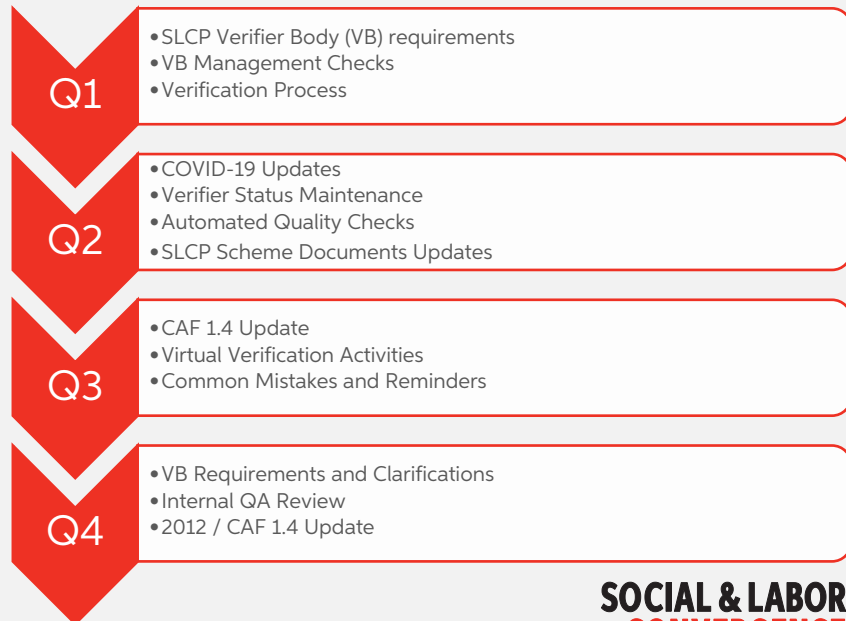 Q1
•SLCP Verifier Body (VB) requirements
•VB Management Checks
•Verification Process
Q2
•COVID-19 Updates
•Verifier Status Maintenance
•Automated Quality Checks
•SLCP Scheme Documents Updates
Q3
•CAF 1.4 Update
•Virtual Verification Activities
•Common Mistakes and Reminders
Q4
•VB Requirements and Clarifications
•Internal QA Review
•2012 / CAF 1.4 Update
SOCIAL & LABOR
CONVERGENCE